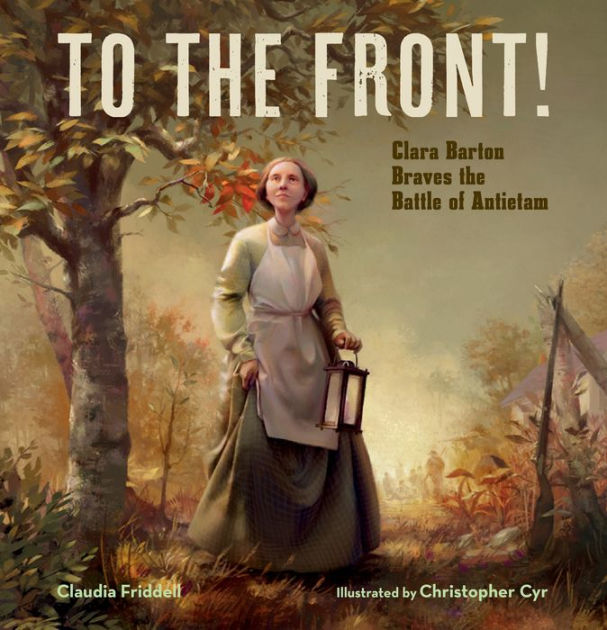 TO THE FRONT!
Clara Barton
Braves the
Battle of Antietam
Claudia Friddell
Illustrated by Christopher Cyr